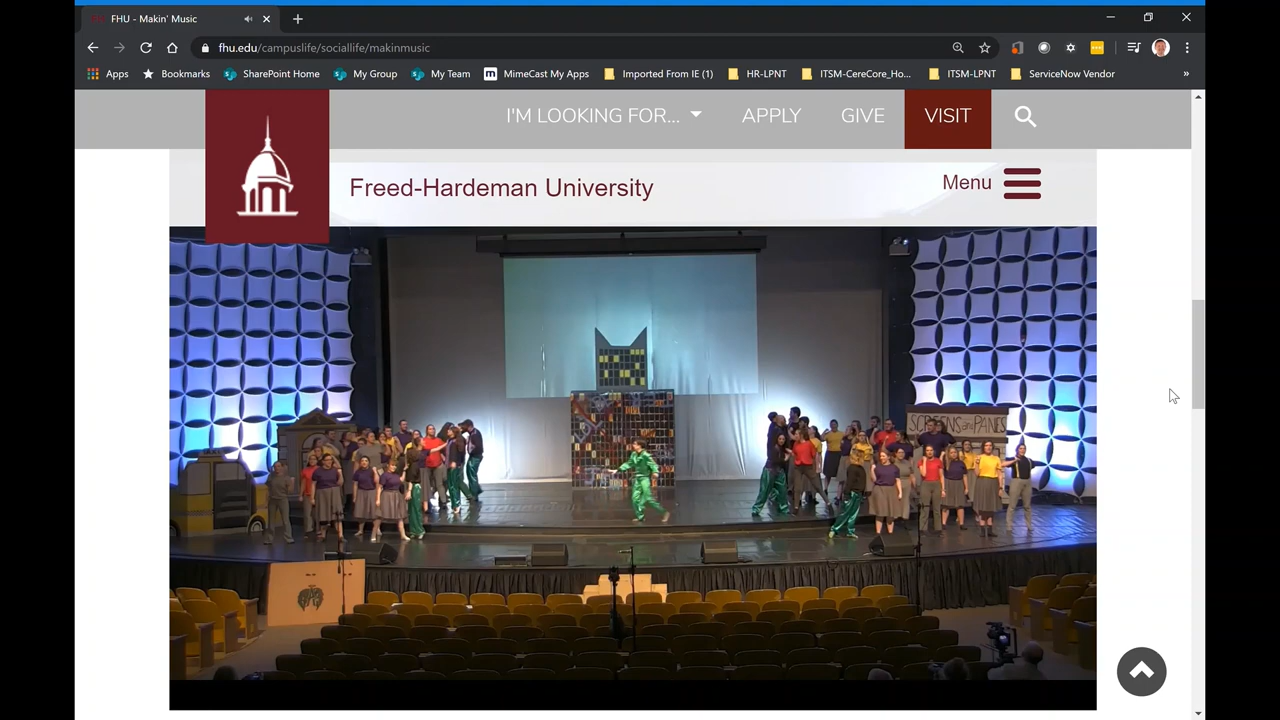 FHU - Makin' Music
fhu.edu/campuslife/sociallife/makinmusic
Apps Bookmarks SharePoint Home My Group My Team MimeCast My Apps Imported From IE (1) HR-LPNT ITSM-CereCore_Ho... ITSM-LPNT ServiceNow Vendor »
I'M LOOKING FOR... APPLY GIVE VISIT
Freed-Hardeman University
Menu
SCREENS and PANES